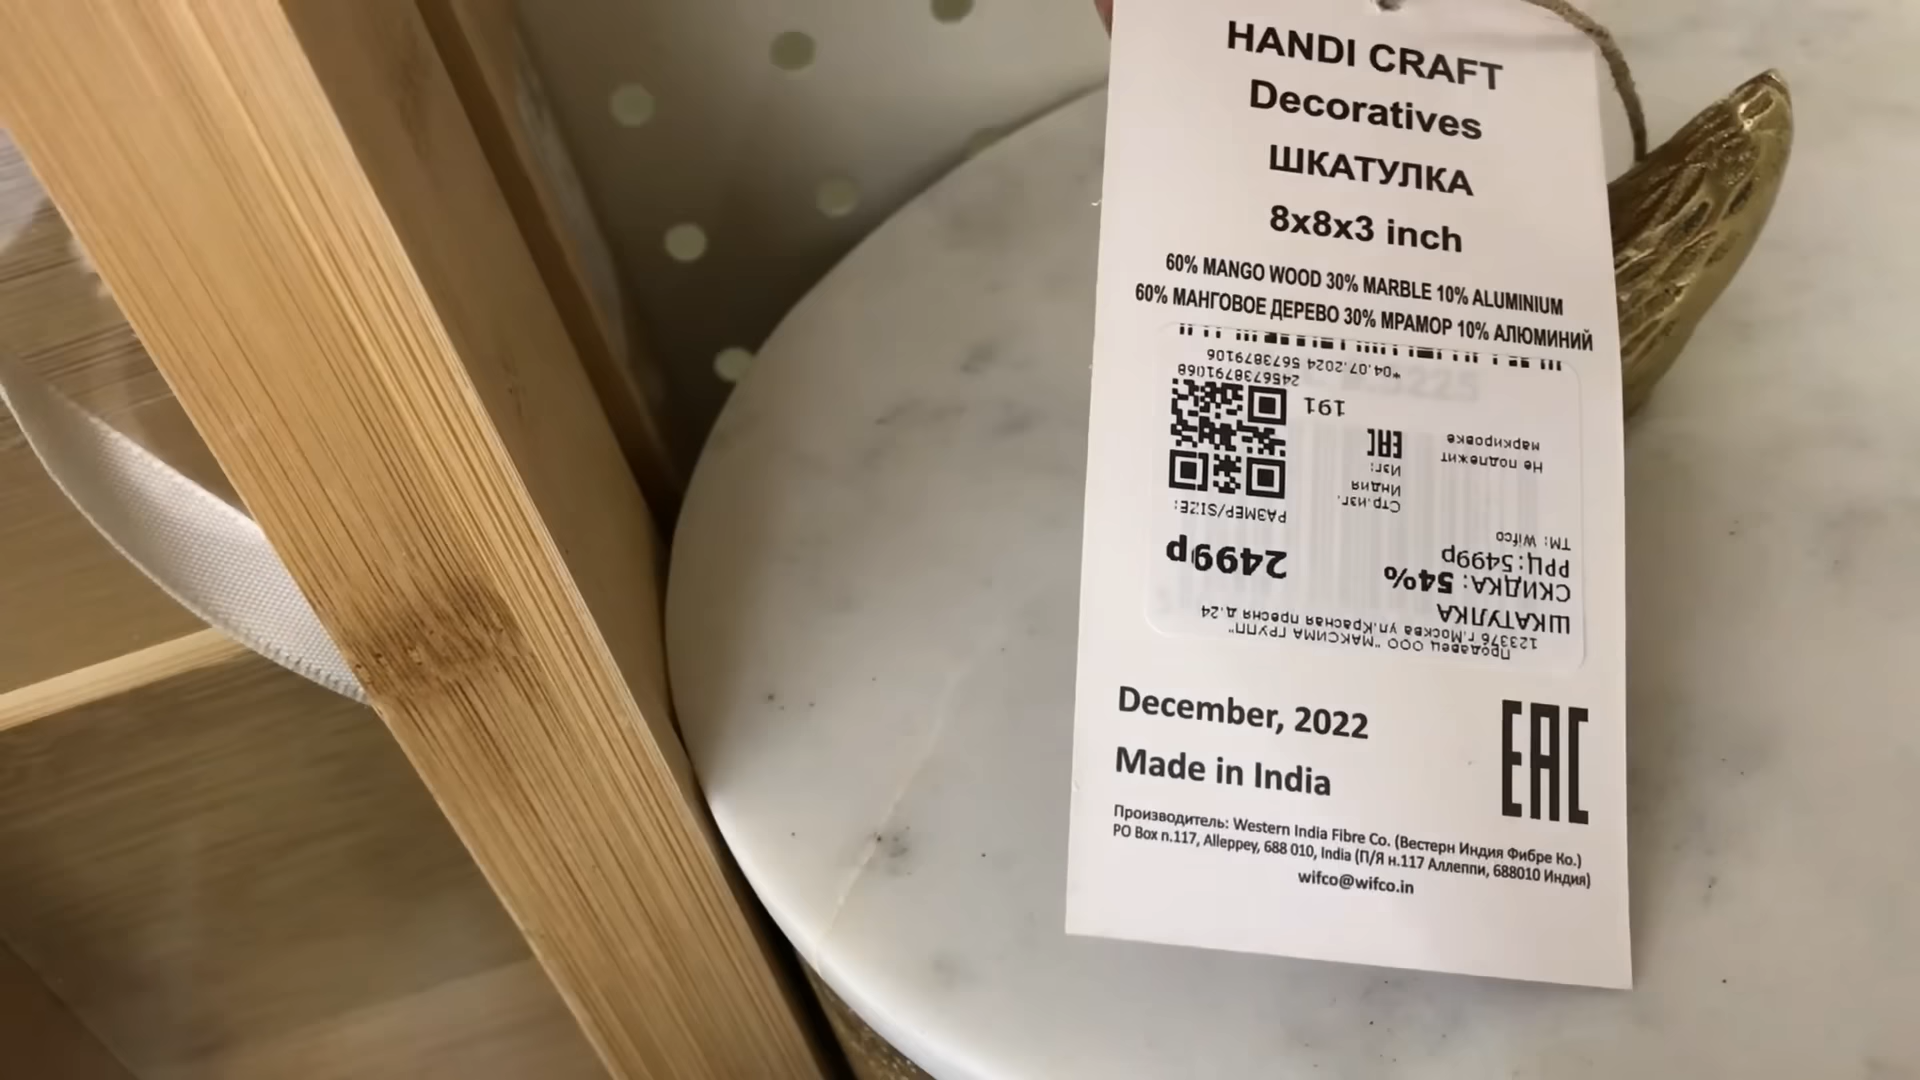 HANDI CRAFT
Decoratives
ШКАТУЛКА
8x8x3 inch
60% MANGO WOOD 30% MARBLE 10% ALUMINIUM
60% МАНГОВОЕ ДЕРЕВО 30% МРАМОР 10% АЛЮМИНИЙ
Продавец ООО "МАКСИМА ГРУПП"
123376 г.Москва ул.Красная пресня д.24
ШКАТУЛКА
СКИДКА: 54%
РРЦ:5499р
2499р
TM: Wifco
РАЗМЕР/SIZE:
Стр.изг.
Индия
Изг:
Не подлежит
маркировке
EAC
191
2456738791068
*04.07.2024 5673879106
December, 2022
Made in India
EAC
Производитель: Western India Fibre Co. (Вестерн Индия Фибре Ко.)
PO Box n.117, Alleppey, 688 010, India (П/Я н.117 Аллеппи, 688010 Индия)
wifco@wifco.in